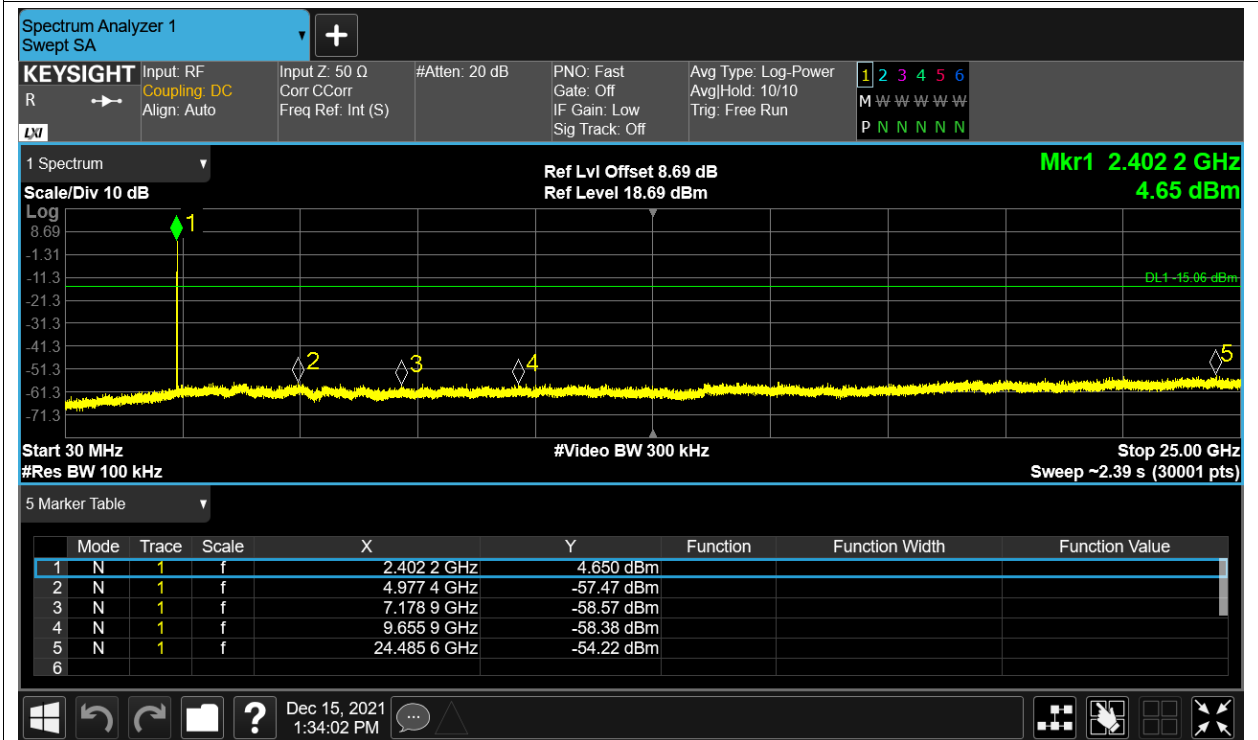 Spectrum Analyzer 1
Swept SA
+
KEYSIGHT
R
LXI
Input: RF
Coupling: DC
Align: Auto
Input Z: 50 Ω
Corr CCorr
Freq Ref: Int (S)
#Atten: 20 dB
PNO: Fast
Gate: Off
IF Gain: Low
Sig Track: Off
Avg Type: Log-Power
Avg|Hold: 10/10
Trig: Free Run
1 2 3 4 5 6
M W W W W W
P N N N N N
1 Spectrum
Scale/Div 10 dB
Ref Lvl Offset 8.69 dB
Ref Level 18.69 dBm
Mkr1 2.402 2 GHz
4.65 dBm
Log
8.69
-1.31
-11.3
-21.3
-31.3
-41.3
-51.3
-61.3
-71.3
1
DL1 -15.06 dBm
2
3
4
5
Start 30 MHz
#Video BW 300 kHz
Stop 25.00 GHz
#Res BW 100 kHz
Sweep ~2.39 s (30001 pts)
5 Marker Table
Mode Trace Scale X Y Function Function Width Function Value
1 N 1 f 2.402 2 GHz 4.650 dBm
2 N 1 f 4.977 4 GHz -57.47 dBm
3 N 1 f 7.178 9 GHz -58.57 dBm
4 N 1 f 9.655 9 GHz -58.38 dBm
5 N 1 f 24.485 6 GHz -54.22 dBm
6
?
Dec 15, 2021
1:34:02 PM